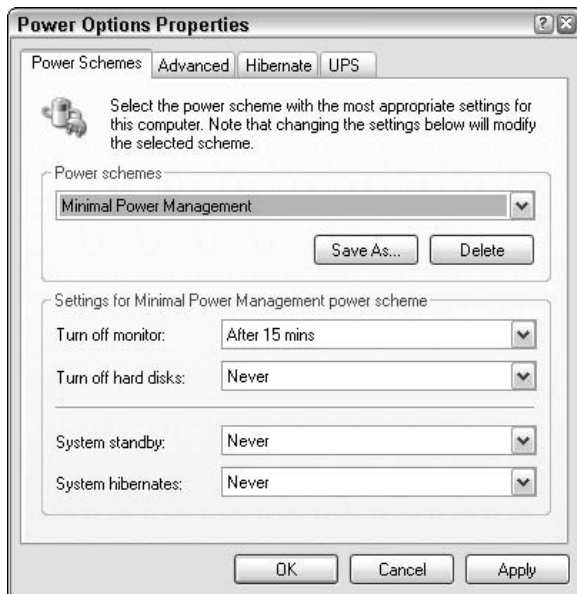 Power Options Properties
Power Schemes Advanced Hibernate UPS
Select the power scheme with the most appropriate settings for
this computer. Note that changing the settings below will modify
the selected scheme.
Power schemes
Minimal Power Management
Save As... Delete
Settings for Minimal Power Management power scheme
Turn off monitor: After 15 mins
Turn off hard disks: Never
System standby: Never
System hibernates: Never
OK Cancel Apply